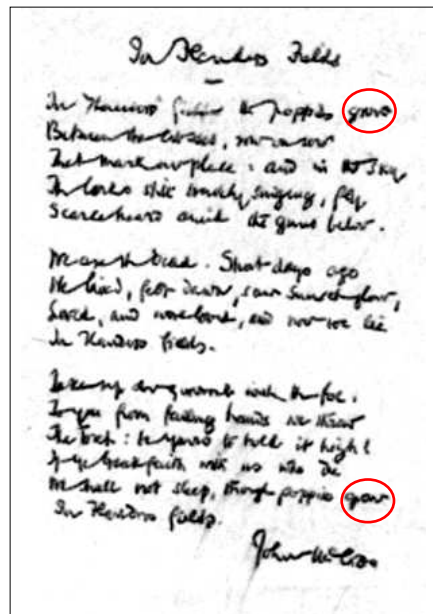 In Flanders Fields
In Flanders' fields the poppies grow
Between the crosses, row on row
That mark our place: and in the sky
The larks still bravely singing, fly
Scarce heard amid the guns below.
We are the Dead. Short days ago
We lived, felt dawn, saw sunset glow,
Loved, and were loved, and now we lie
In Flanders fields.
Take up our quarrel with the foe:
To you from failing hands we throw
The Torch: be yours to hold it high!
If ye break faith with us who die
We shall not sleep, though poppies grow
In Flanders fields.
John McCrae